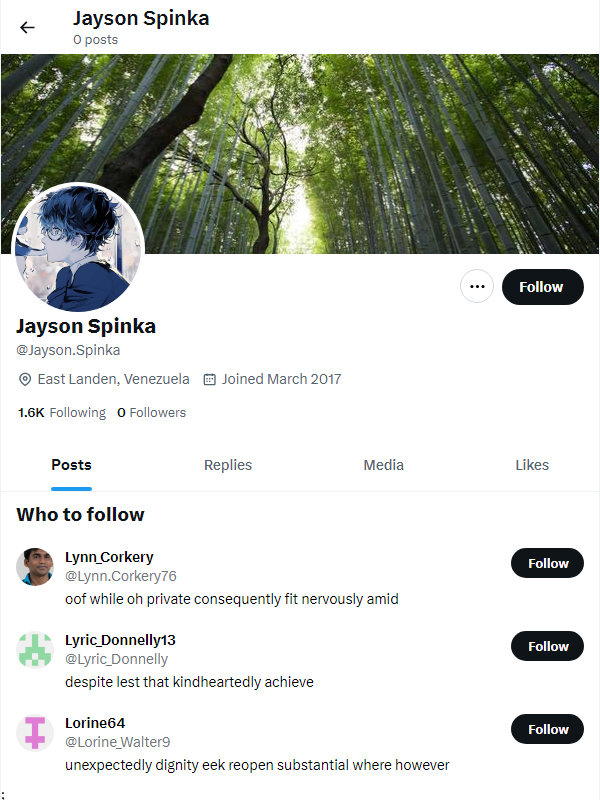 Jayson Spinka
0 posts
Follow
Jayson Spinka
@Jayson.Spinka
East Landen, Venezuela Joined March 2017
1.6K Following 0 Followers
Posts Replies Media Likes
Who to follow
Lynn_Corkery
@Lynn.Corkery76
Follow
oof while oh private consequently fit nervously amid
Lyric_Donnelly13
@Lyric_Donnelly
Follow
despite lest that kindheartedly achieve
Lorine64
@Lorine_Walter9
Follow
unexpectedly dignity eek reopen substantial where however
;